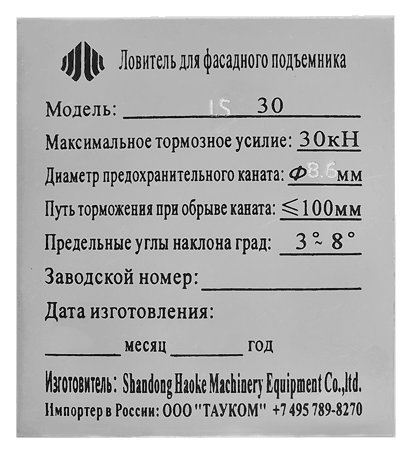 Ловитель для фасадного подъемника
Модель: LS 30
Максимальное тормозное усилие: 30кН
Диаметр предохранительного каната: Ф8.6мм
Путь торможения при обрыве каната: ≤100мм
Предельные углы наклона град: 3°~8°
Заводской номер:
Дата изготовления:
месяц год
Изготовитель: Shandong Haoke Machinery Equipment Co.,ltd.
Импортер в России: ООО "ТАУКОМ" +7 495 789-8270